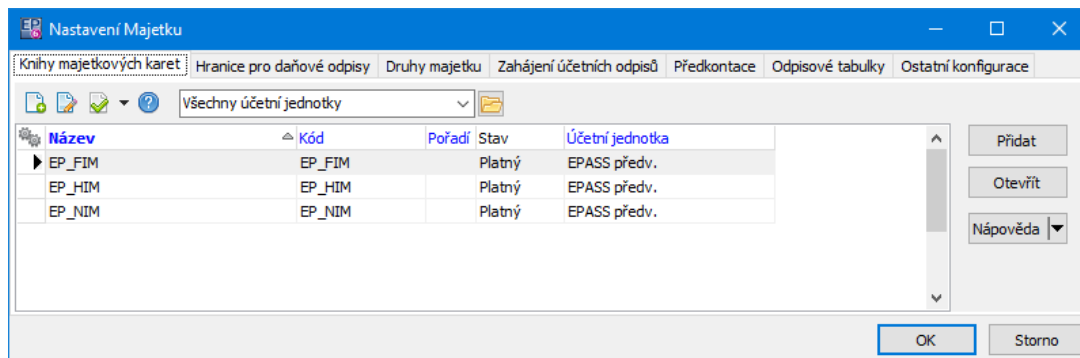 Nastavení Majetku
Knihy majetkových karet Hranice pro daňové odpisy Druhy majetku Zahájení účetních odpisů Předkontace Odpisové tabulky Ostatní konfigurace
Všechny účetní jednotky
Název Kód Pořadí Stav Účetní jednotka
EP_FIM EP_FIM Platný EPASS předv.
EP_HIM EP_HIM Platný EPASS předv.
EP_NIM EP_NIM Platný EPASS předv.
Přidat
Otevřít
Nápověda
OK Storno